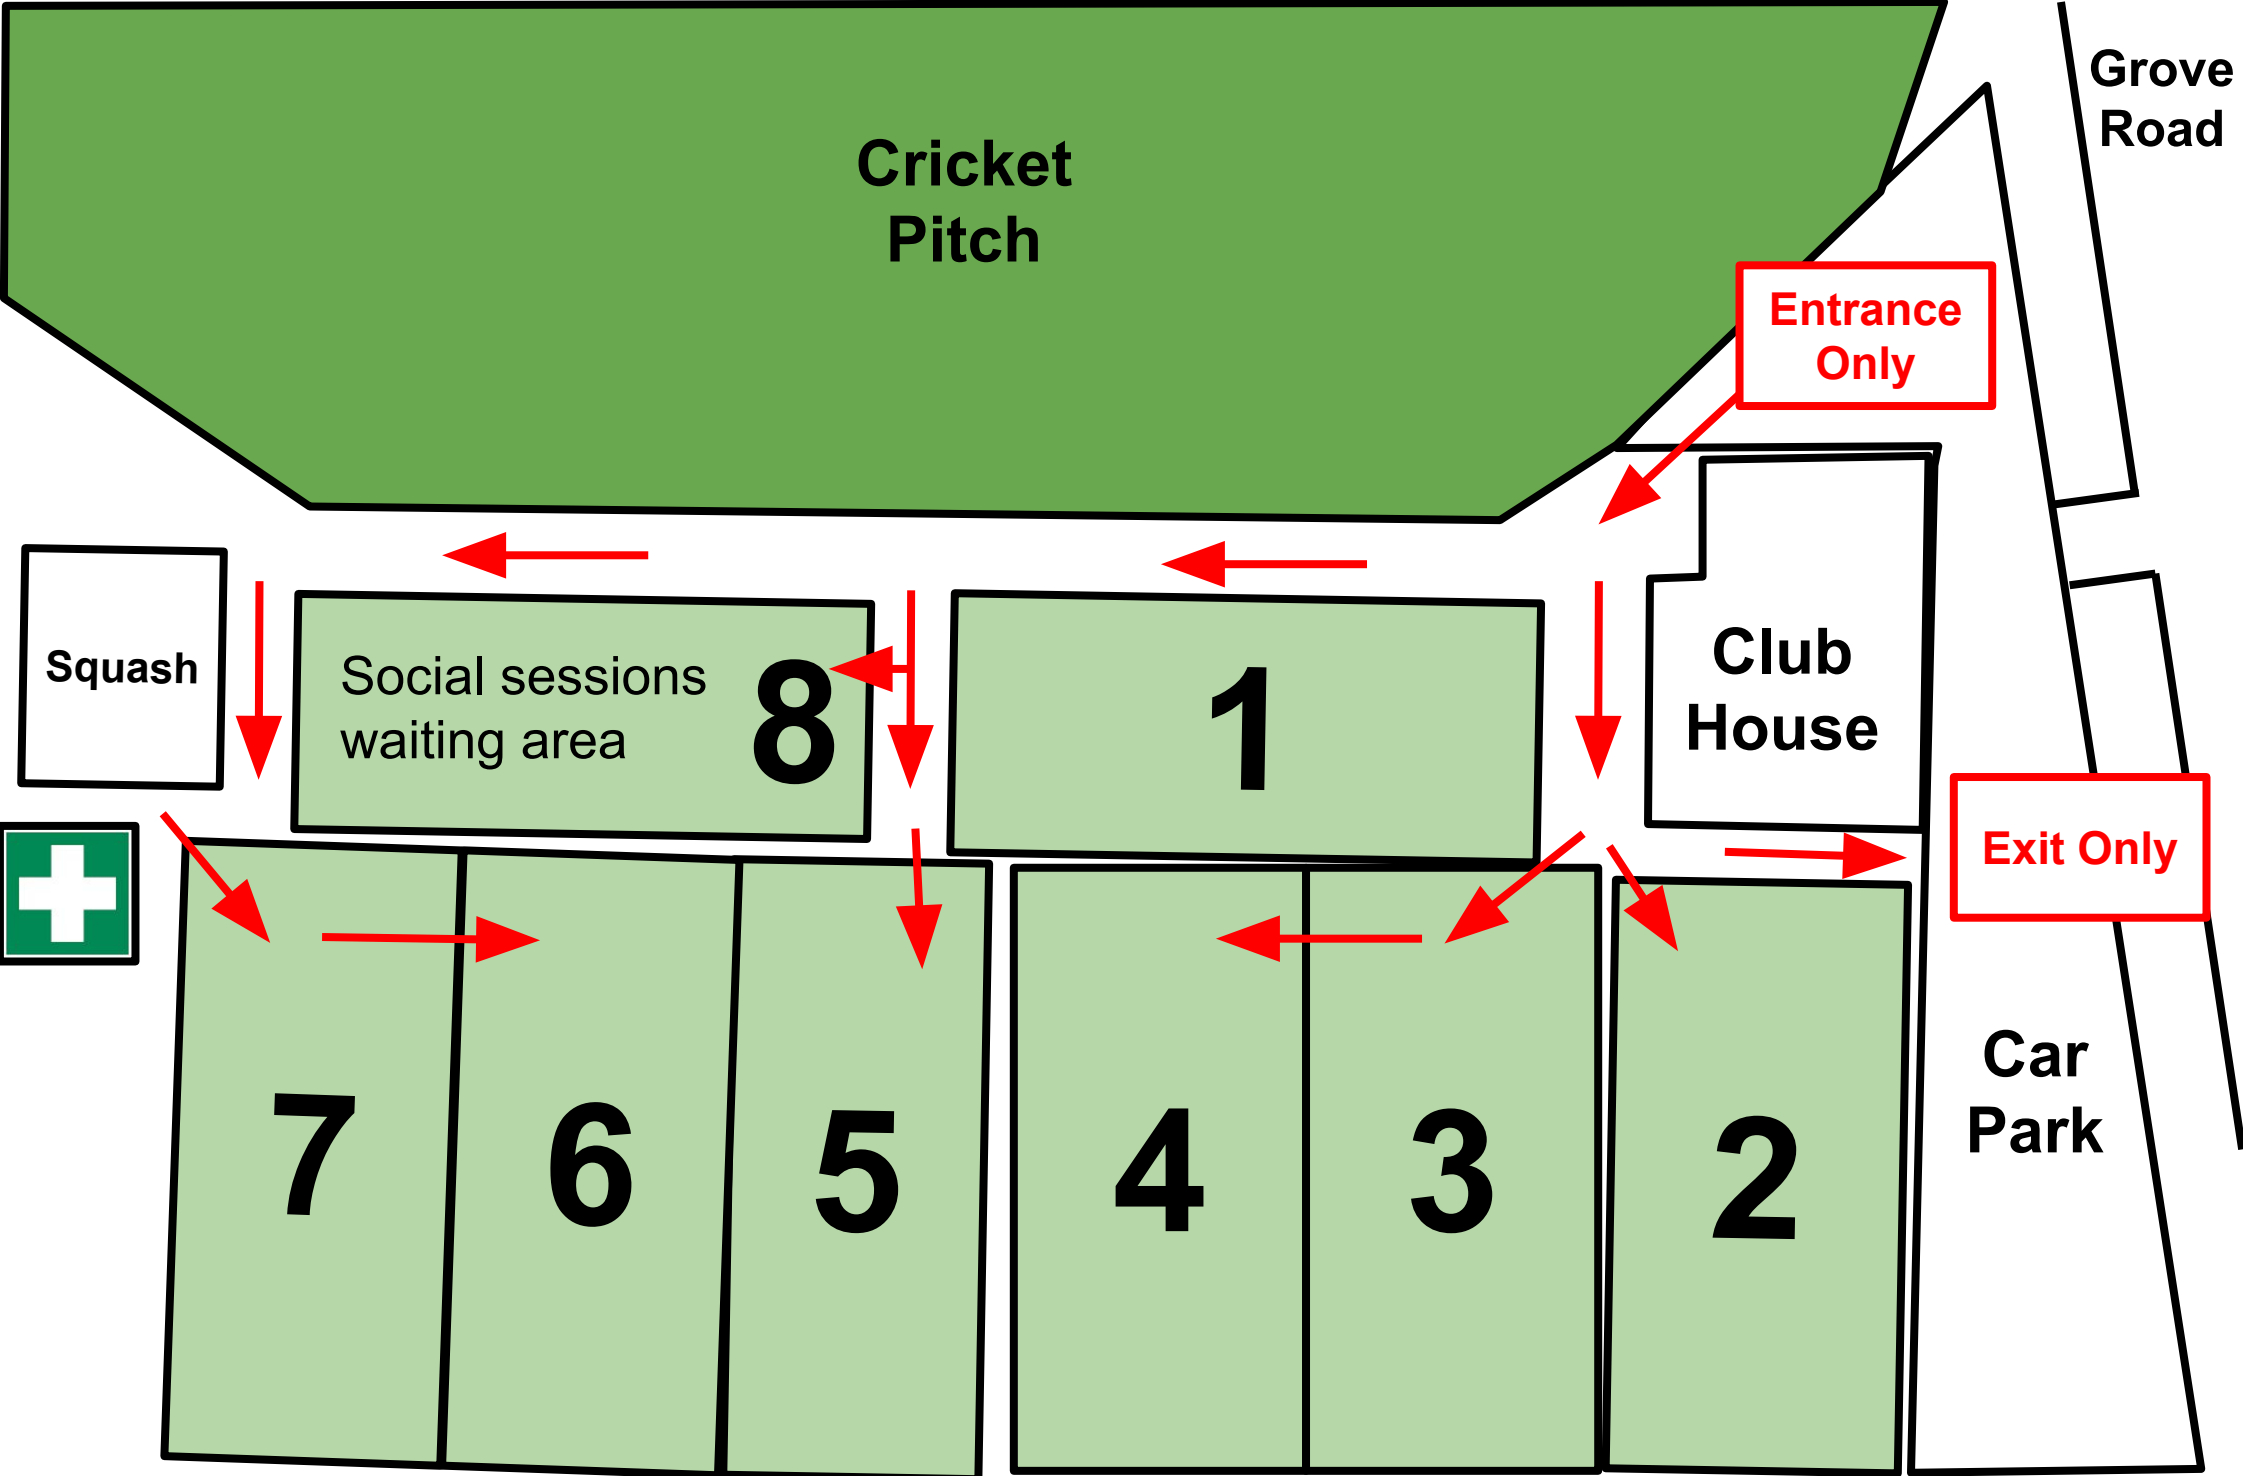 Grove
Road
Cricket
Pitch
Entrance
Only
Squash
Social sessions
waiting area
8
1
Club
House
Exit Only
7
6
5
4
3
2
Car
Park